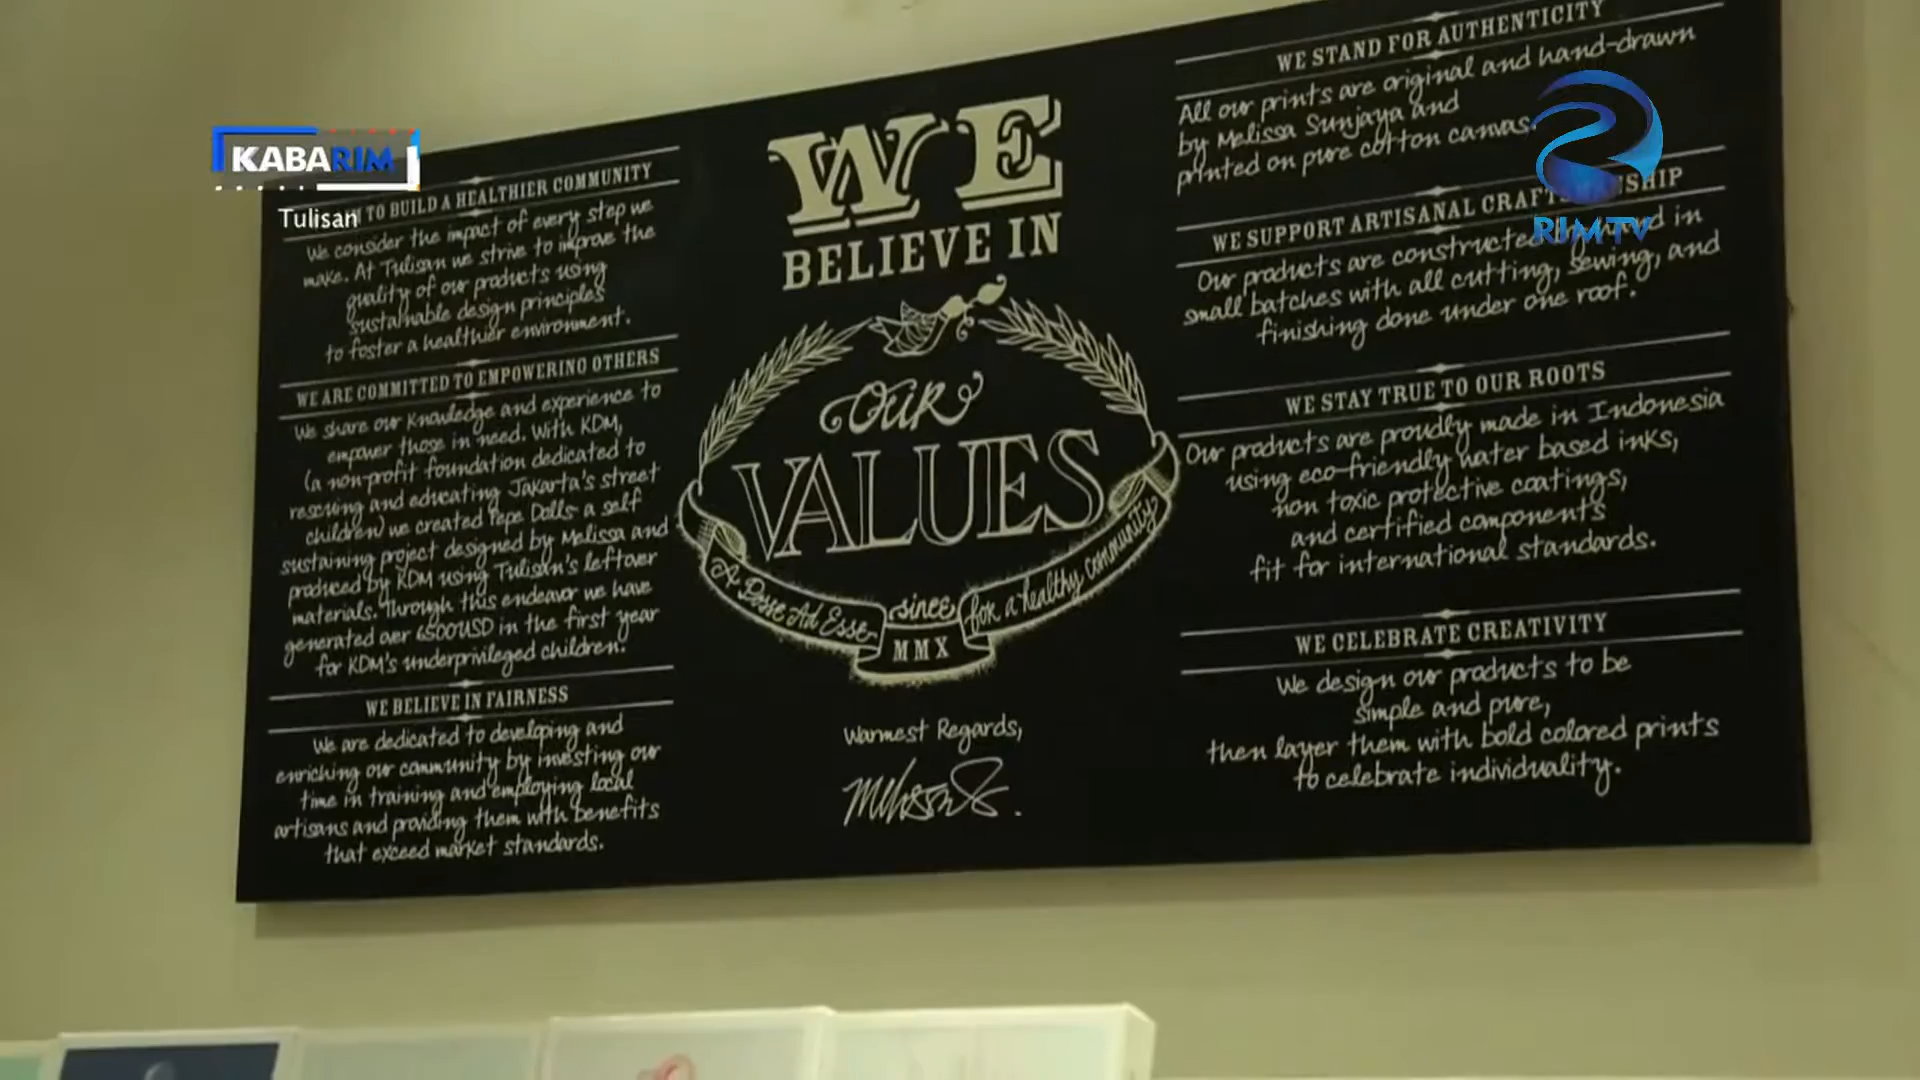 KABARIM
Tulisan
TO BUILD A HEALTHIER COMMUNITY
We consider the impact of every step we
make. At Tulisan we strive to improve the
quality of our products using
sustainable design principles
to foster a healthier environment.
WE ARE COMMITTED TO EMPOWERING OTHERS
We share our knowledge and experience to
empower those in need. With KDM,
(a non-profit foundation dedicated to
rescuing and educating Jakarta's street
children) we created Pepe Dolls a self
sustaining project designed by Melissa and
produced by KDM using Tulisan's leftover
materials. Through this endeavor we have
generated over 6500USD in the first year
for KDM's underprivileged children.
WE BELIEVE IN FAIRNESS
We are dedicated to developing and
enriching our community by investing our
time in training and employing local
artisans and providing them with benefits
that exceed market standards.
WE
BELIEVE IN
OUR
VALUES
A Posse Ad Esse
since
for a healthy community
MMX
Warmest Regards,
WE STAND FOR AUTHENTICITY
All our prints are original and hand-drawn
by Melissa Sunjaya and
printed on pure cotton canvas.
WE SUPPORT ARTISANAL CRAFTSMANSHIP
Our products are constructed by hand in
small batches with all cutting, sewing, and
finishing done under one roof.
WE STAY TRUE TO OUR ROOTS
Our products are proudly made in Indonesia
using eco-friendly water based inks,
non toxic protective coatings,
and certified components
fit for international standards.
WE CELEBRATE CREATIVITY
We design our products to be
simple and pure,
then layer them with bold colored prints
to celebrate individuality.
RIMTV